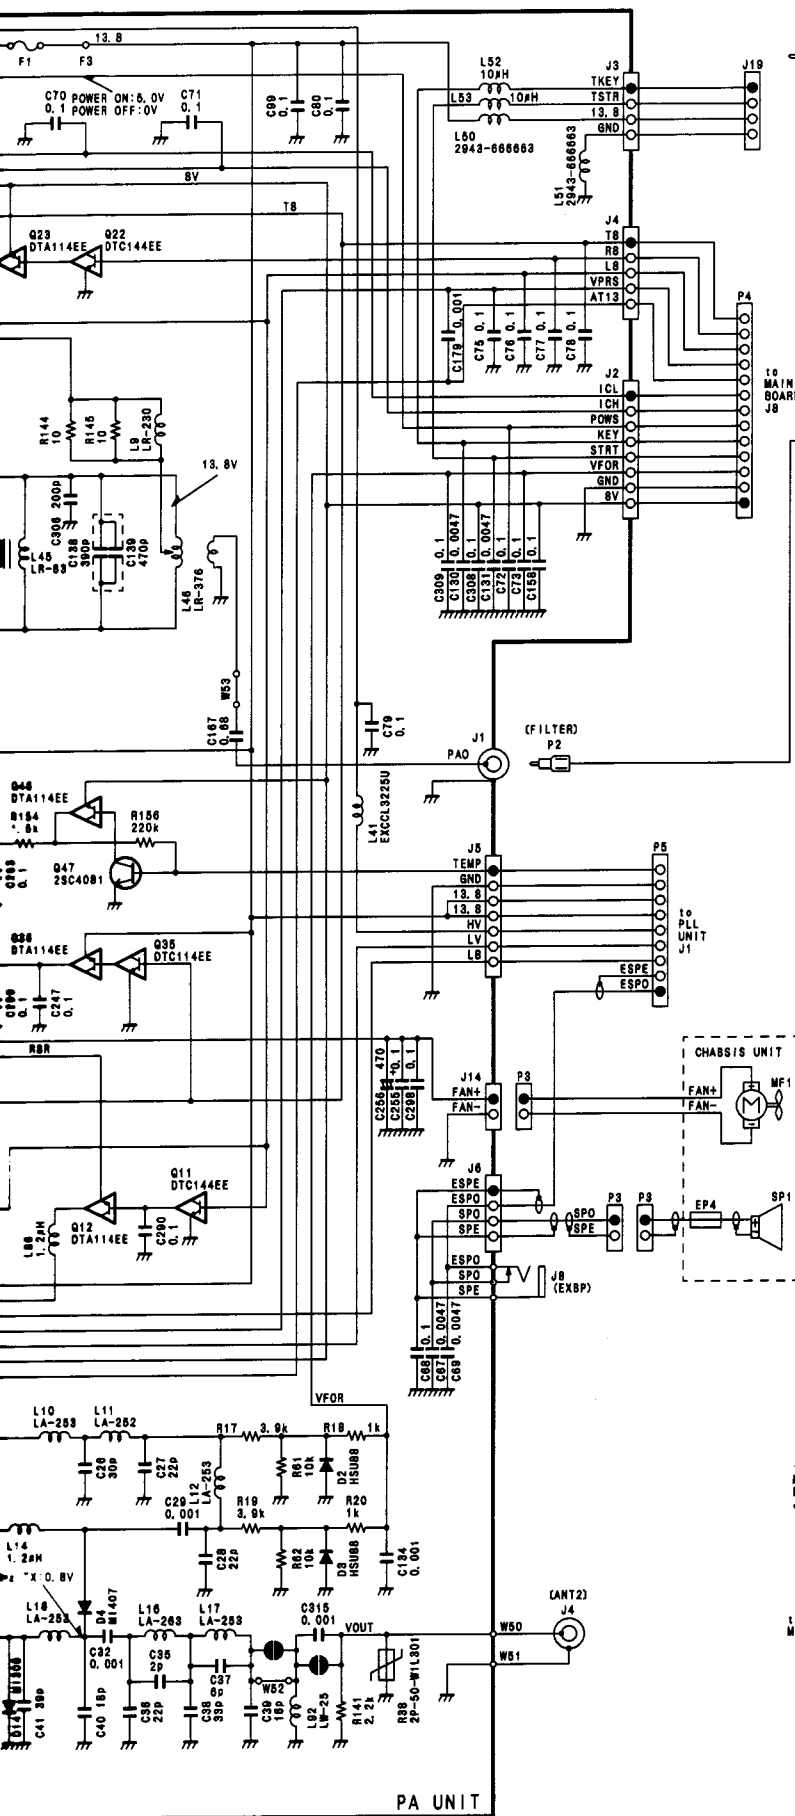 13.8
F1
F3
L52
10μH
J3
J19
TKEY
TSTR
13.8
GND
L53
10μH
L50
2943-666663
L51
2943-666663
C70
0.1
POWER ON:5.0V
POWER OFF:0V
C71
0.1
C99
0.1
C80
0.1
8V
T8
Q23
DTA114EE
Q22
DTC144EE
J4
T8
R8
L8
VPRS
AT13
P4
C179
0.001
C75 0.1
C76 0.1
C77 0.1
C78 0.1
to
MAIN
BOARD
J8
J2
ICL
ICH
POWS
KEY
STRT
VFOR
GND
8V
R144
10
R145
10
L9
LR-230
13.8V
C306 200p
L45
LR-63
C138
390p
C139
470p
L46
LR-376
C309 0.1
C130 0.0047
C308 0.1
C131 0.0047
C72 0.1
C73 0.1
C158 0.1
W53
C167
0.68
C79
0.1
J1
PAO
(FILTER)
P2
L41
EXCCL3225U
DTA114EE
R156
220k
Q47
2SC4081
0.1
J5
TEMP
GND
13.8
13.8
HV
LV
L8
P5
to
PLL
UNIT
J1
ESPE
ESPO
Q36
DTA114EE
Q35
DTC114EE
0.1
C247
0.1
R8R
C256 470
C255 0.1
C298 0.1
J14
FAN+
FAN-
P3
CHASSIS UNIT
FAN+
FAN-
MF1
M
Q11
DTC144EE
Q12
DTA114EE
C290
0.1
1.2μH
J6
ESPE
ESPO
SPO
SPE
SPO
SPE
P3
P3
EP4
SP1
ESPO
SPO
SPE
J8
(EXSP)
C68 0.1
C67 0.0047
C69 0.0047
VFOR
L10
LA-253
L11
LA-252
C26
30p
C27
22p
L12
LA-253
R17
3.9k
R61
10k
D2
HSU88
R18
1k
C29
0.001
C28
22p
R19
3.9k
R62
10k
D3
HSU88
R20
1k
C134
0.001
L14
1.2μH
TX:0.8V
L18
LA-253
D4
MI407
C32
0.001
L16
LA-263
C35
2p
L17
LA-253
C37
6p
W52
C315
0.001
VOUT
W50
W51
(ANT2)
J4
C41 39p
C40 18p
C36
22p
C38
33p
C39
16p
L92
LW-25
R141
2.2k
R38
2P-50-W1L301
PA UNIT